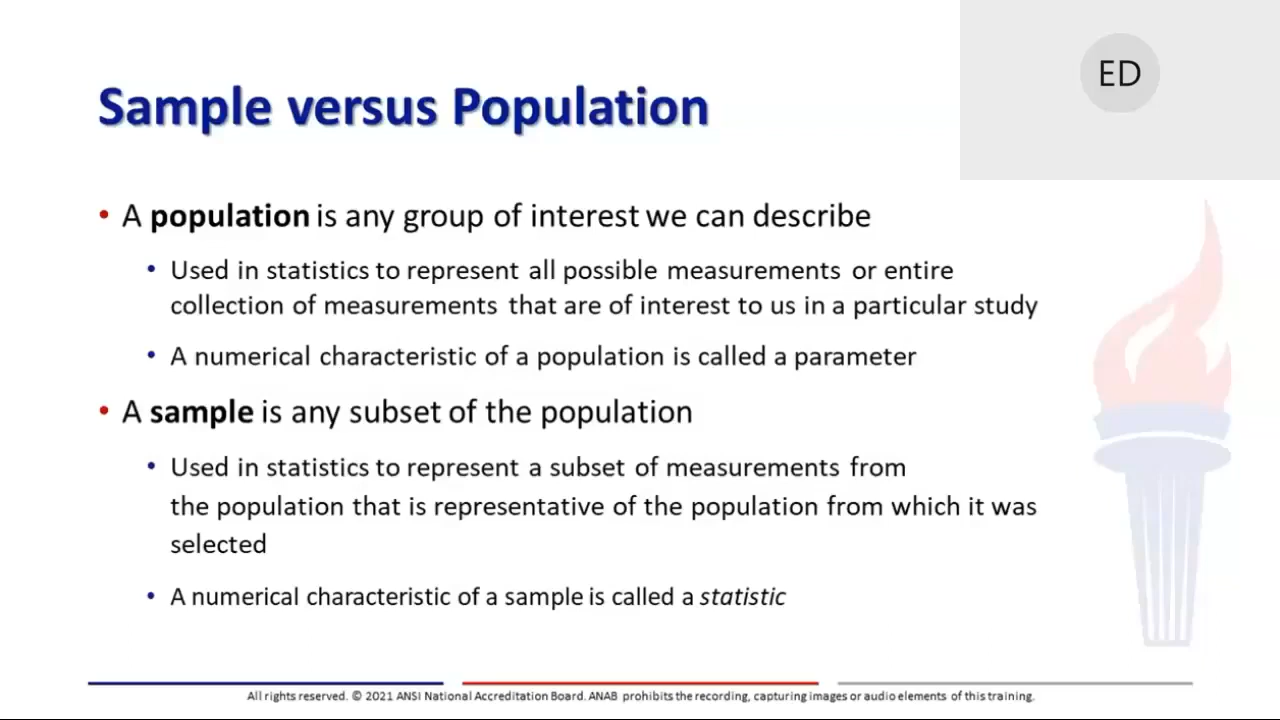 ED
Sample versus Population
• A population is any group of interest we can describe
• Used in statistics to represent all possible measurements or entire
collection of measurements that are of interest to us in a particular study
• A numerical characteristic of a population is called a parameter
• A sample is any subset of the population
• Used in statistics to represent a subset of measurements from
the population that is representative of the population from which it was
selected
• A numerical characteristic of a sample is called a statistic
All rights reserved. © 2021 ANSI National Accreditation Board. ANAB prohibits the recording, capturing images or audio elements of this training.